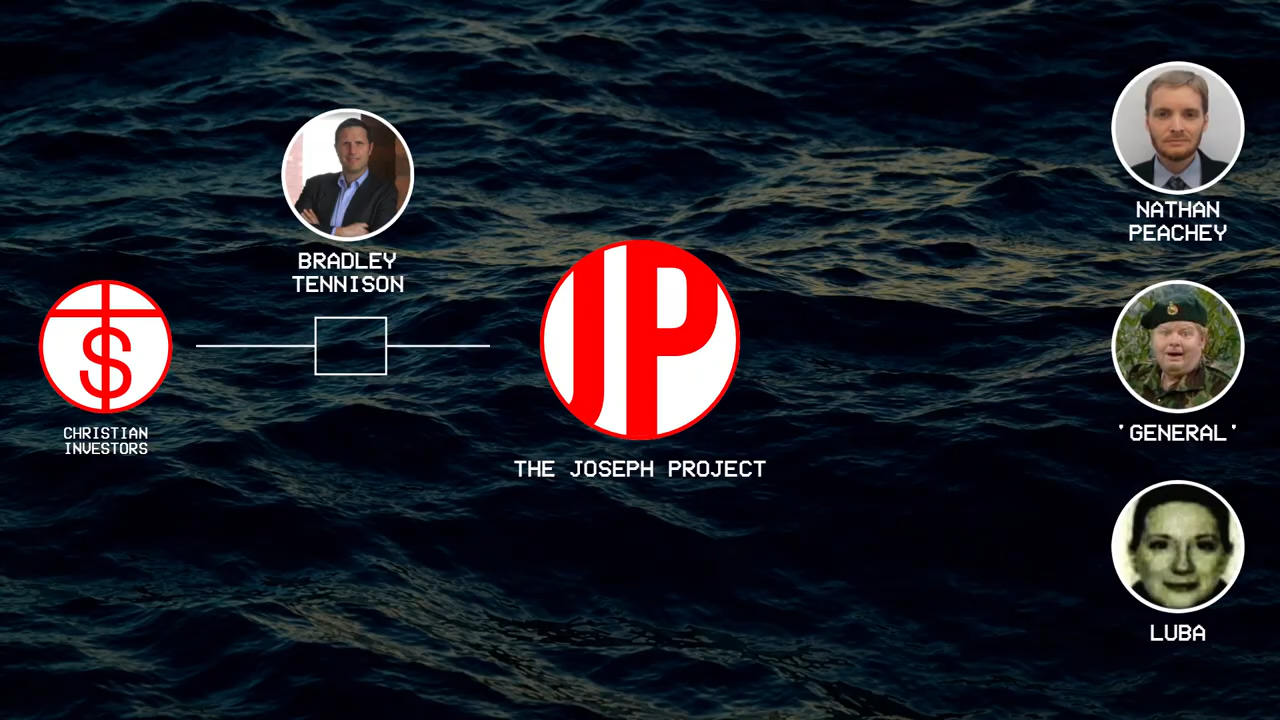 BRADLEY
TENNISON
$
CHRISTIAN
INVESTORS
JP
THE JOSEPH PROJECT
NATHAN
PEACHEY
'GENERAL'
LUBA